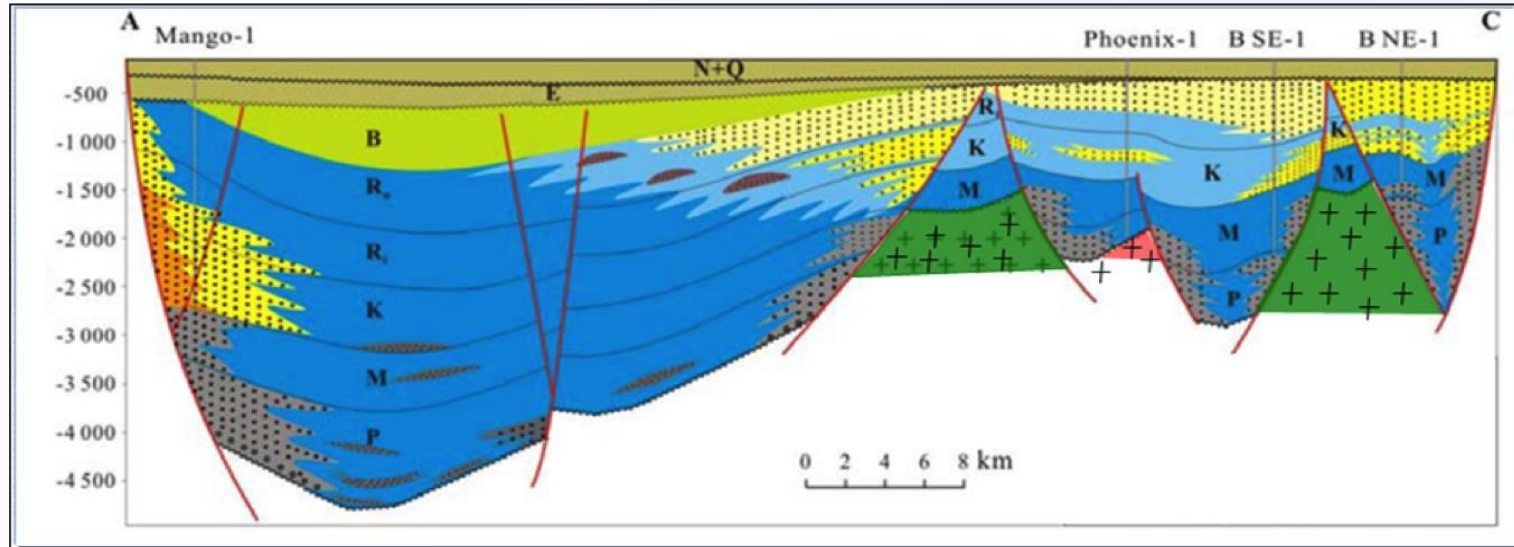 A
C
Mango-1
Phoenix-1
B SE-1
B NE-1
N+Q
-500
E
R
B
-1 000
K
K
-1 500
Ru
M
K
M
M
-2 000
Rl
M
P
-2 500
K
P
-3 000
M
-3 500
-4 000
P
0 2 4 6 8 km
-4 500